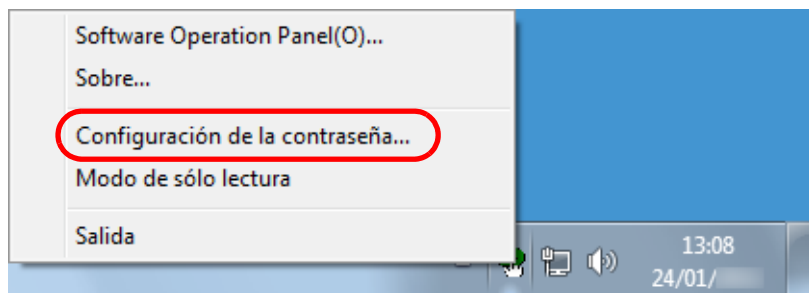 Software Operation Panel(O)...
Sobre...
Configuración de la contraseña...
Modo de sólo lectura
Salida
13:08
24/01/